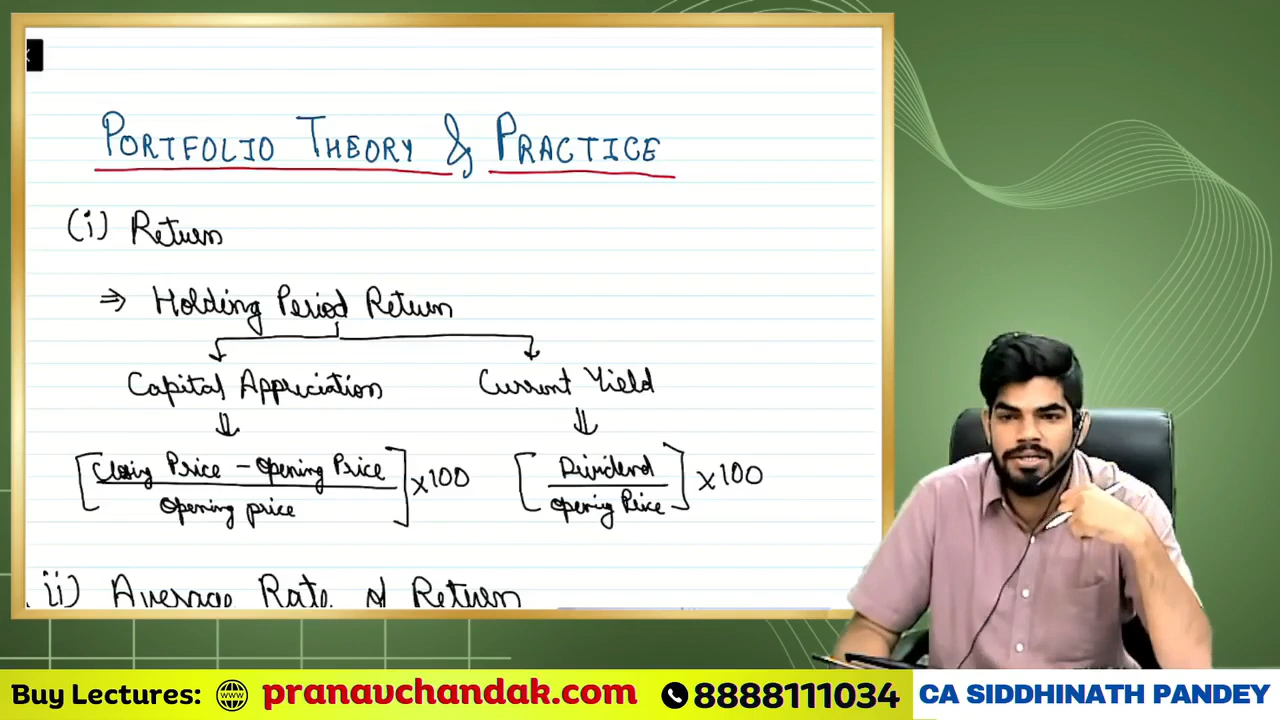 PORTFOLIO THEORY & PRACTICE
(i) Return
⇒ Holding Period Return
Capital Appreciation Current Yield
[Closing Price - Opening Price / Opening price] × 100 [Dividend / Opening Price] × 100
ii) Average Rate of Return
Buy Lectures: pranavchandak.com 8888111034 CA SIDDHINATH PANDEY